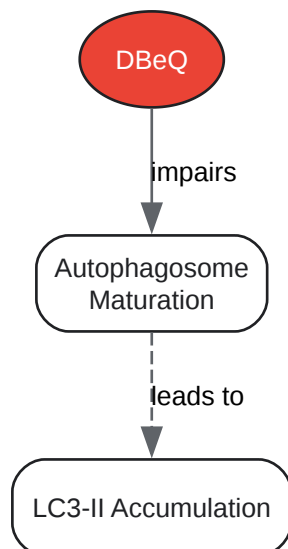 DBeQ
impairs
Autophagosome
Maturation
leads to
LC3-II Accumulation